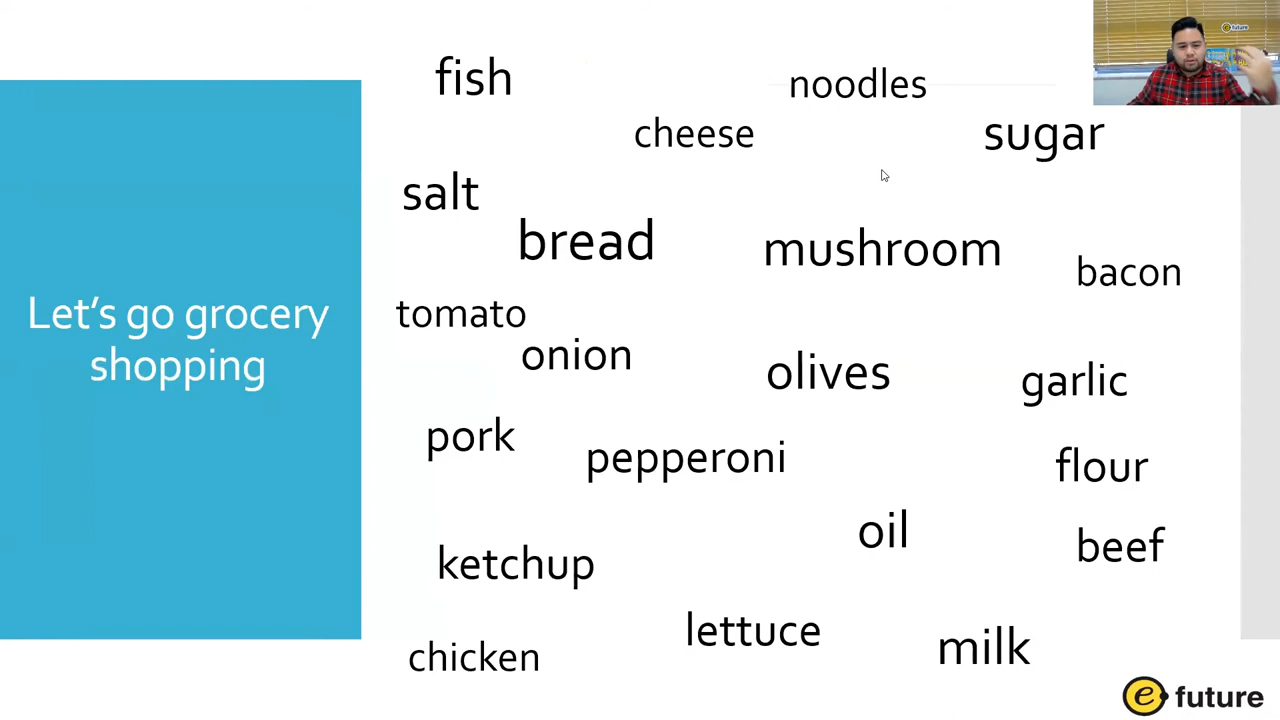 fish
noodles
cheese
sugar
salt
bread
mushroom
bacon
Let's go grocery
shopping
tomato
onion
olives
garlic
pork
pepperoni
flour
oil
beef
ketchup
lettuce
milk
chicken
e future
future